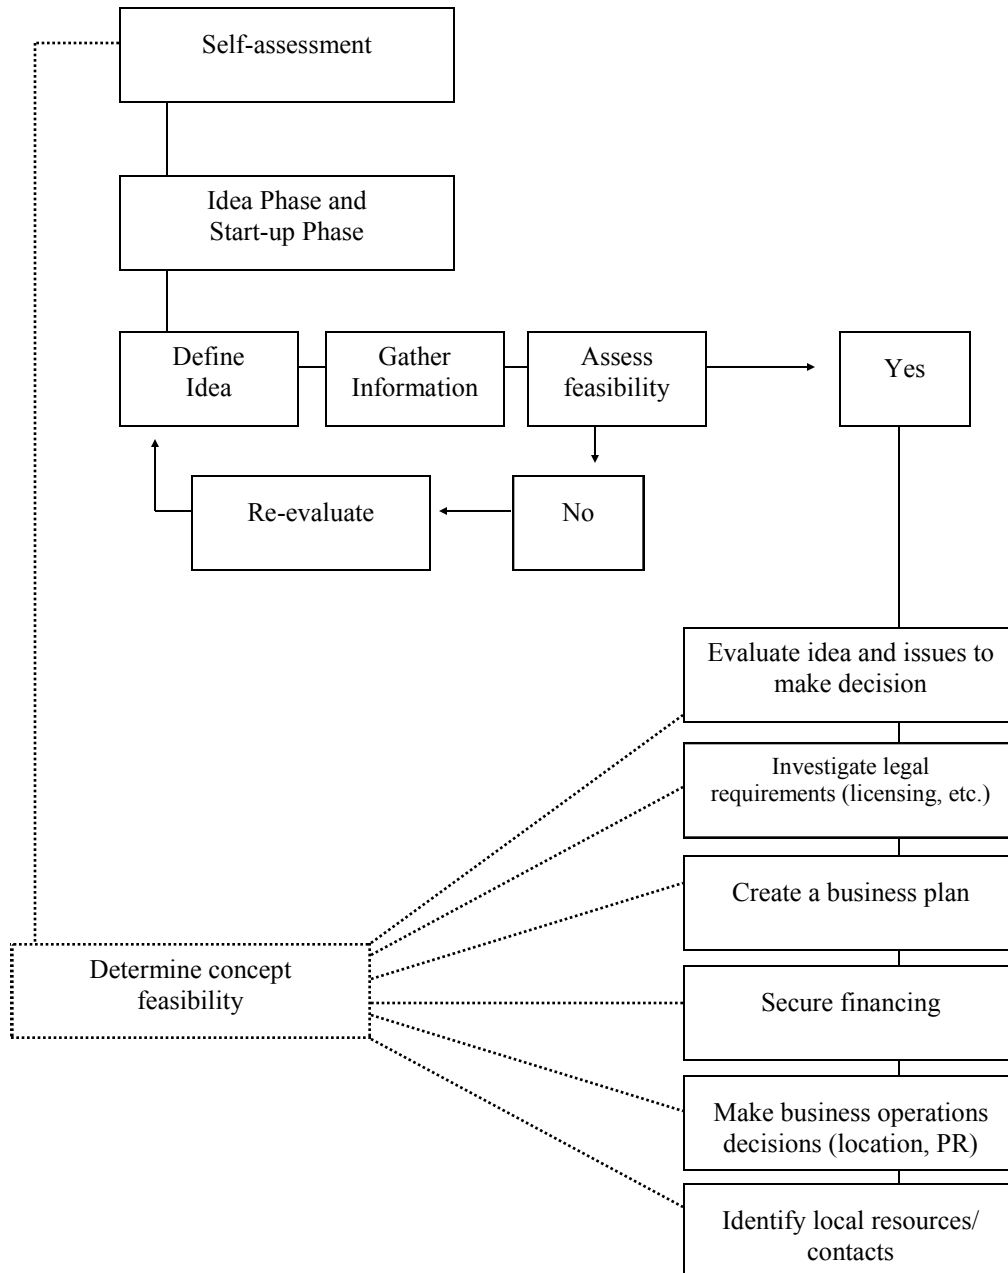 Self-assessment
Idea Phase and
Start-up Phase
Define
Idea
Gather
Information
Assess
feasibility
Yes
Re-evaluate
No
Evaluate idea and issues to
make decision
Investigate legal
requirements (licensing, etc.)
Create a business plan
Determine concept
feasibility
Secure financing
Make business operations
decisions (location, PR)
Identify local resources/
contacts